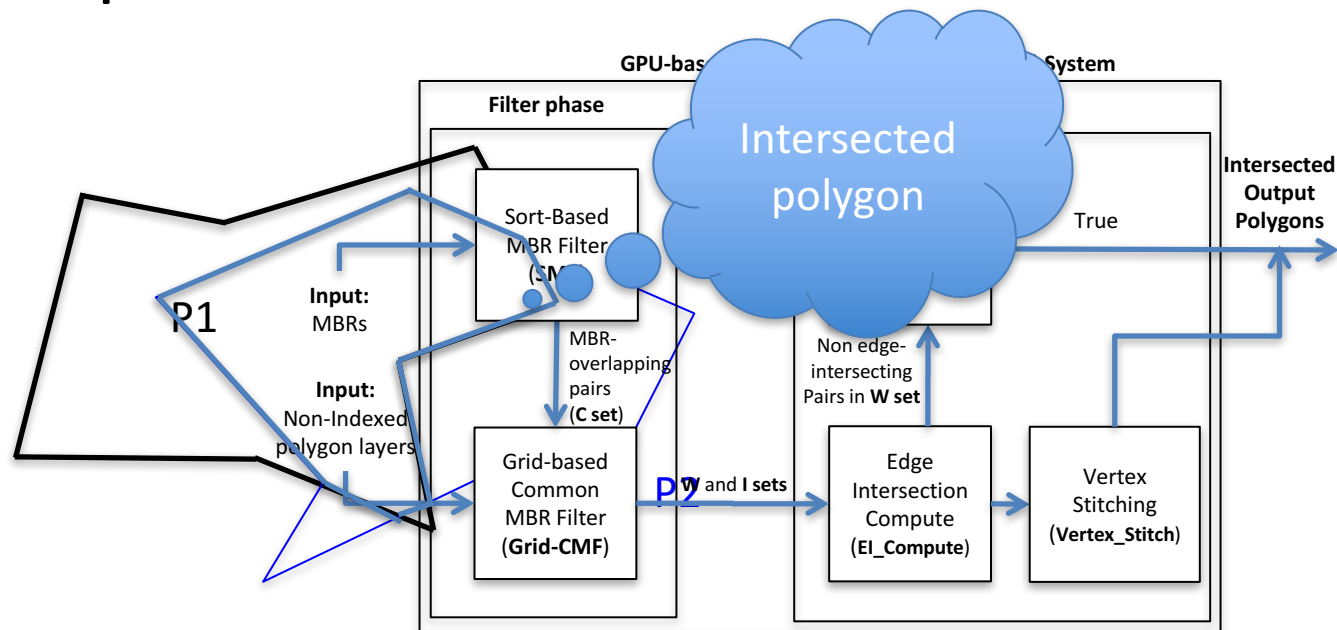 GPU-bas
System
Filter phase
Intersected
polygon
Intersected
Output
Polygons
Sort-Based
MBR Filter
True
P1
Input:
MBRs
MBR-
overlapping
pairs
(C set)
Non edge-
intersecting
Pairs in W set
Input:
Non-Indexed
polygon layers
Grid-based
Common
MBR Filter
(Grid-CMF)
P2
W and I sets
Edge
Intersection
Compute
(EI_Compute)
Vertex
Stitching
(Vertex_Stitch)